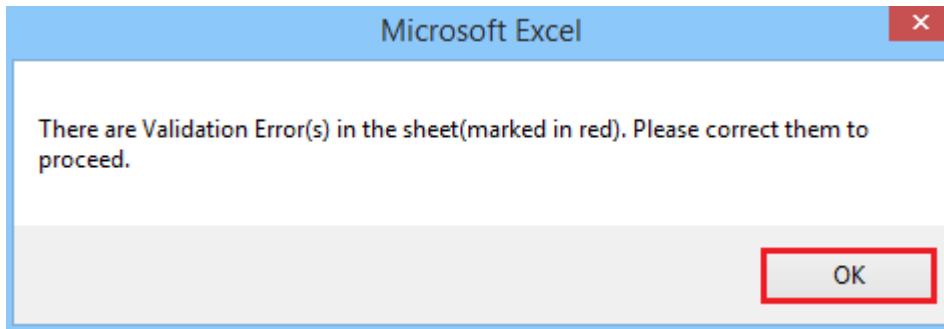 Microsoft Excel
There are Validation Error(s) in the sheet(marked in red). Please correct them to
proceed.
OK